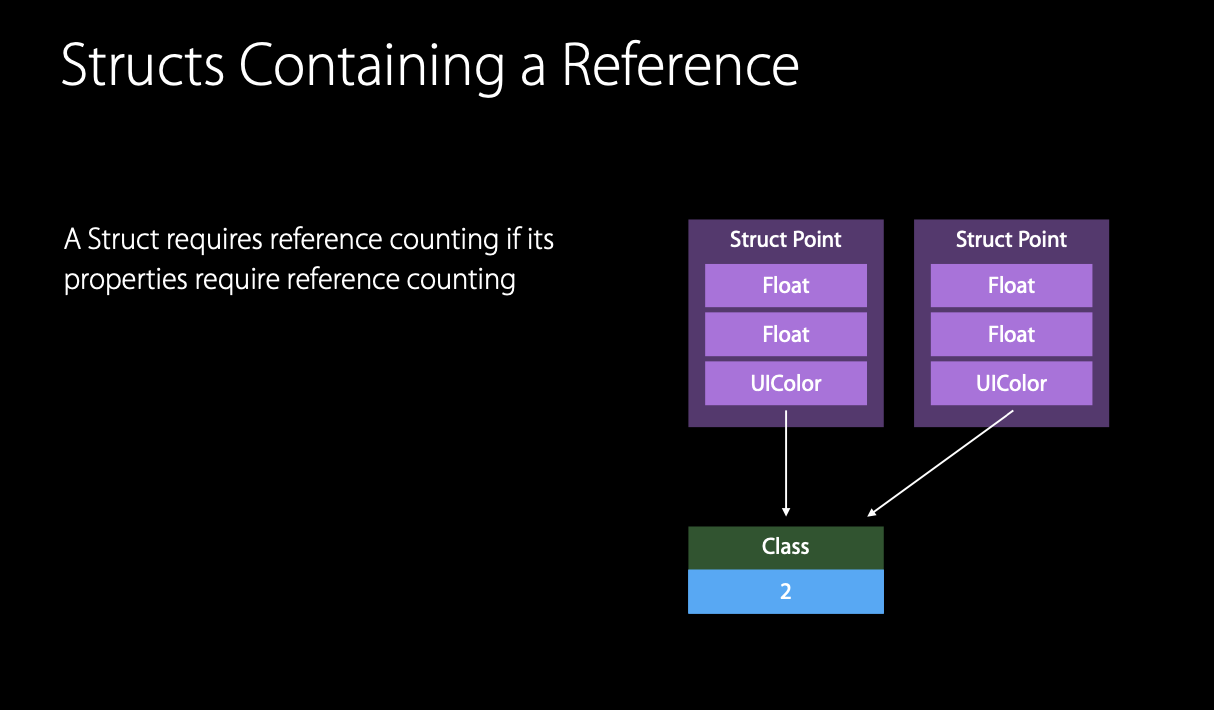 Structs Containing a Reference
A Struct requires reference counting if its
properties require reference counting
Struct Point
Float
Float
UIColor
Struct Point
Float
Float
UIColor
Class
2